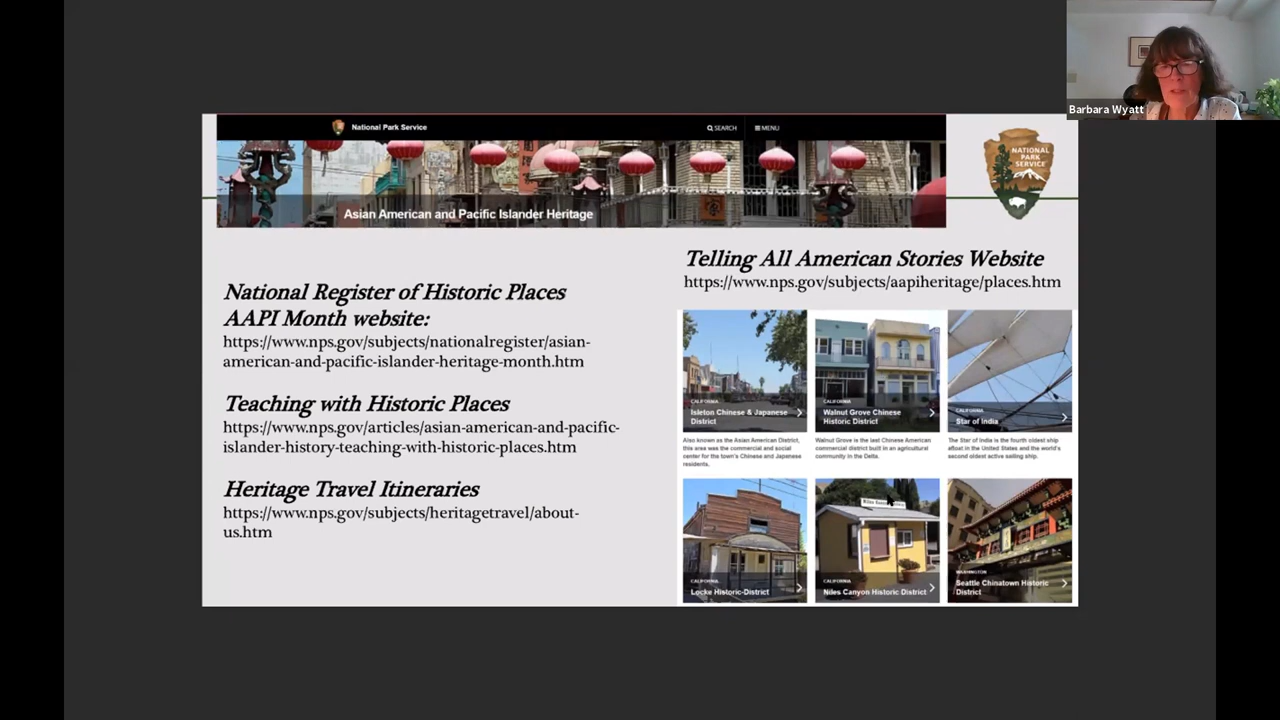 Barbara Wyatt
National Park Service
SEARCH
MENU
Asian American and Pacific Islander Heritage
NATIONAL
PARK
SERVICE
National Register of Historic Places
AAPI Month website:
https://www.nps.gov/subjects/nationalregister/asian-
american-and-pacific-islander-heritage-month.htm
Teaching with Historic Places
https://www.nps.gov/articles/asian-american-and-pacific-
islander-history-teaching-with-historic-places.htm
Heritage Travel Itineraries
https://www.nps.gov/subjects/heritagetravel/about-
us.htm
Telling All American Stories Website
https://www.nps.gov/subjects/aapiheritage/places.htm
CALIFORNIA
Isleton Chinese & Japanese
District
Also known as the Asian American District,
this area was the commercial and social
center for the town's Chinese and Japanese
residents.
CALIFORNIA
Walnut Grove Chinese
Historic District
Walnut Grove is the last Chinese American
commercial district built in an agricultural
community in the Delta.
CALIFORNIA
Star of India
The Star of India is the fourth oldest ship
afloat in the United States and the world's
second oldest active sailing ship.
CALIFORNIA
Locke Historic-District
CALIFORNIA
Niles Canyon Historic District
WASHINGTON
Seattle Chinatown Historic
District